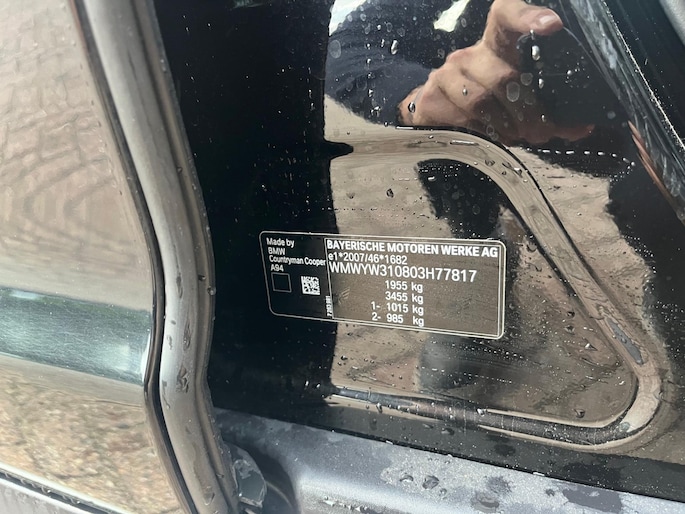 Made by
BMW
Countryman Cooper
A94
BAYERISCHE MOTOREN WERKE AG
e1*2007/46*1682
WMWYW310803H77817
1955 kg
3455 kg
1- 1015 kg
2- 985 kg